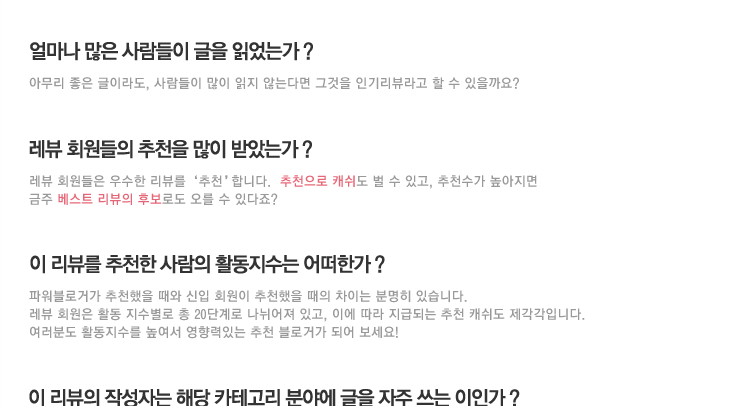 얼마나 많은 사람들이 글을 읽었는가 ?
아무리 좋은 글이라도, 사람들이 많이 읽지 않는다면 그것을 인기리뷰라고 할 수 있을까요?
레뷰 회원들의 추천을 많이 받았는가 ?
레뷰 회원들은 우수한 리뷰를 ‘추천’ 합니다. 추천으로 캐쉬도 벌 수 있고, 추천수가 높아지면
금주 베스트 리뷰의 후보로도 오를 수 있다죠?
이 리뷰를 추천한 사람의 활동지수는 어떠한가 ?
파워블로거가 추천했을 때와 신입 회원이 추천했을 때의 차이는 분명히 있습니다.
레뷰 회원은 활동 지수별로 총 20단계로 나뉘어져 있고, 이에 따라 지급되는 추천 캐쉬도 제각각입니다.
여러분도 활동지수를 높여서 영향력있는 추천 블로거가 되어 보세요!
이 리뷰의 작성자는 해당 카테고리 분야에 글을 자주 쓰는 이인가 ?